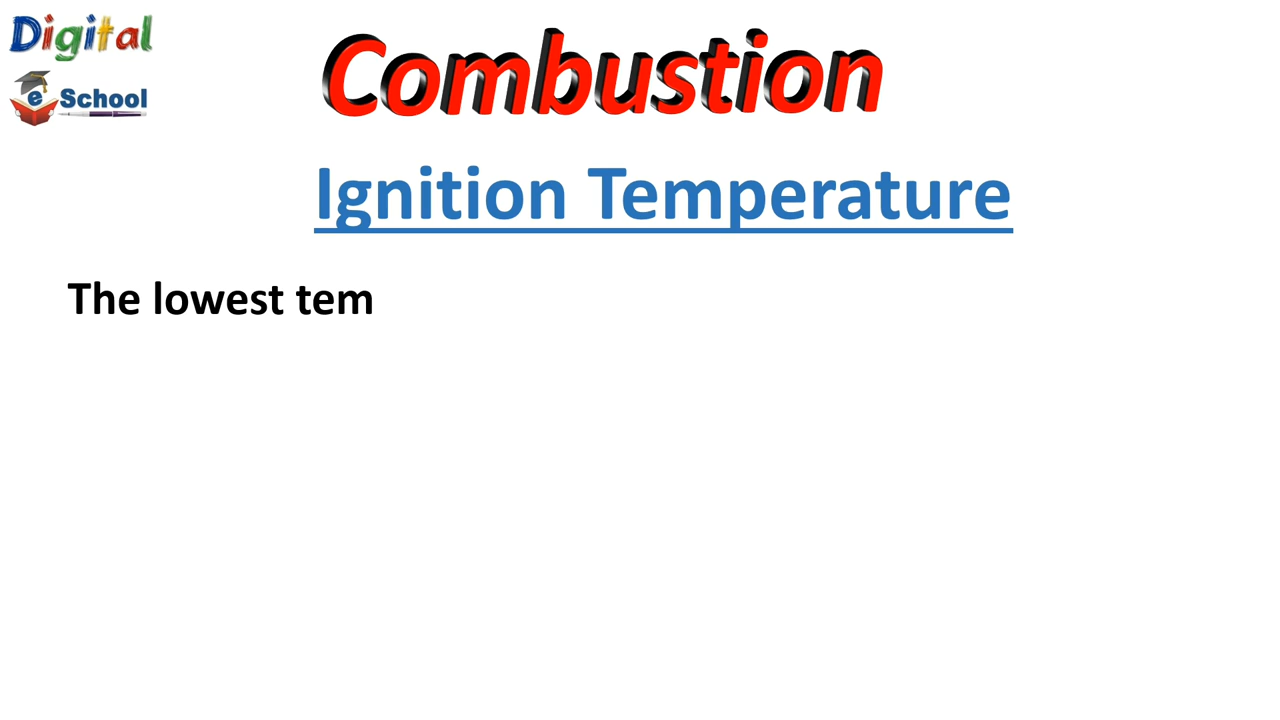 Digital
e School
Combustion
Ignition Temperature
The lowest tem